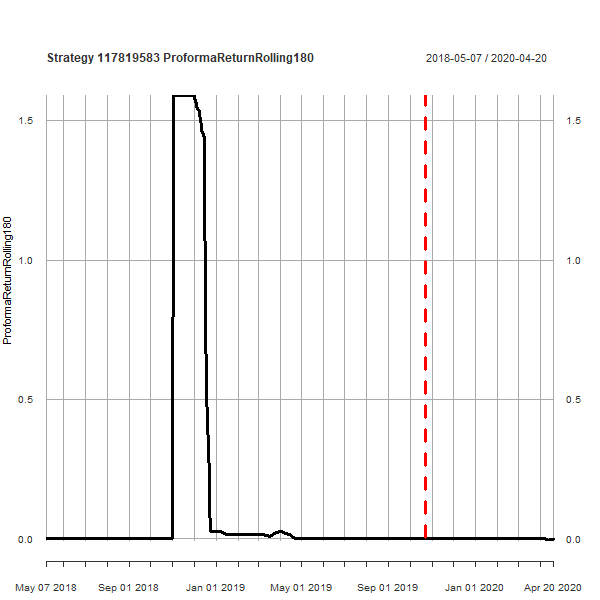 Strategy 117819583 ProformaReturnRolling180
2018-05-07 / 2020-04-20
ProformaReturnRolling180
1.5
1.0
0.5
0.0
1.5
1.0
0.5
0.0
May 07 2018
Sep 01 2018
Jan 01 2019
May 01 2019
Sep 01 2019
Jan 01 2020
Apr 20 2020